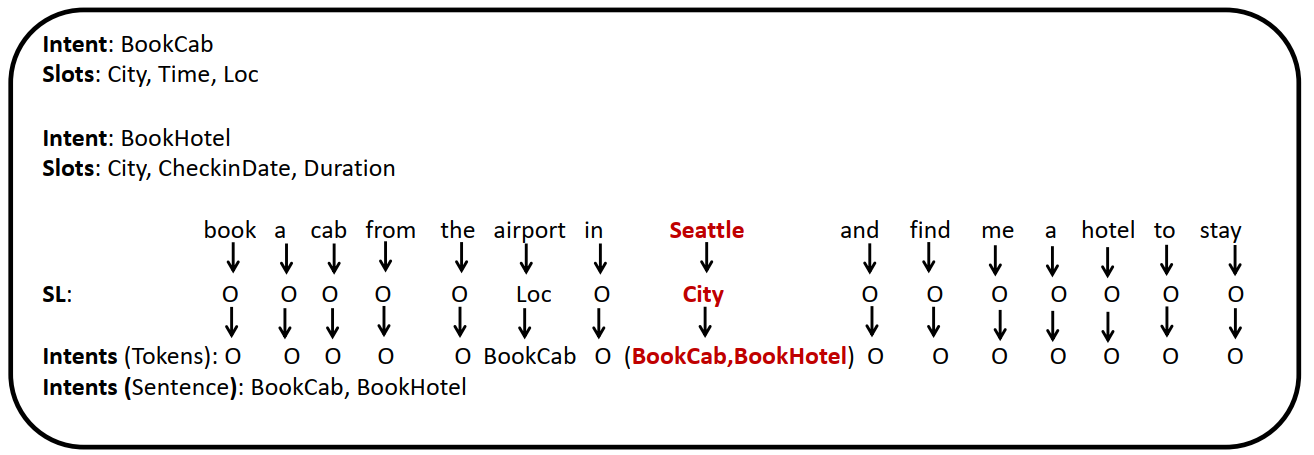 Intent: BookCab
Slots: City, Time, Loc
Intent: BookHotel
Slots: City, CheckinDate, Duration
book a cab from the airport in Seattle and find me a hotel to stay
SL: O O O O O Loc O City O O O O O O O
Intents (Tokens): O O O O O BookCab O (BookCab,BookHotel) O O O O O O O
Intents (Sentence): BookCab, BookHotel